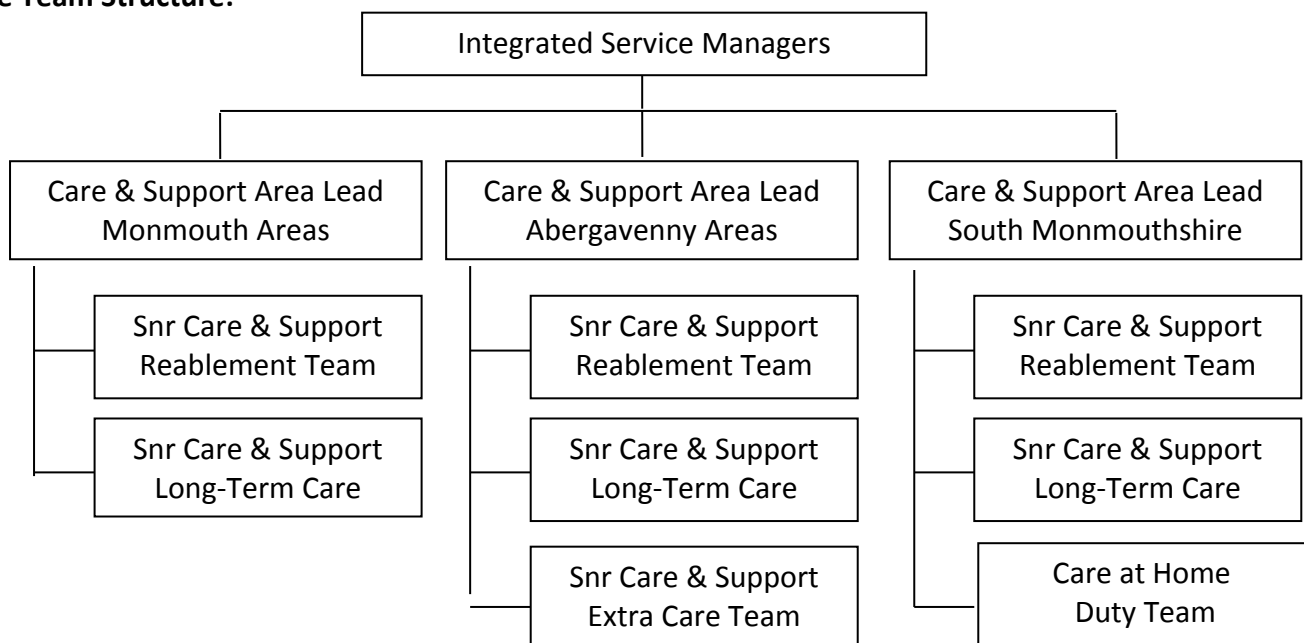 Team Structure:
Integrated Service Managers
Care & Support Area Lead
Monmouth Areas
Care & Support Area Lead
Abergavenny Areas
Care & Support Area Lead
South Monmouthshire
Snr Care & Support
Reablement Team
Snr Care & Support
Reablement Team
Snr Care & Support
Reablement Team
Snr Care & Support
Long-Term Care
Snr Care & Support
Long-Term Care
Snr Care & Support
Long-Term Care
Snr Care & Support
Extra Care Team
Care at Home
Duty Team